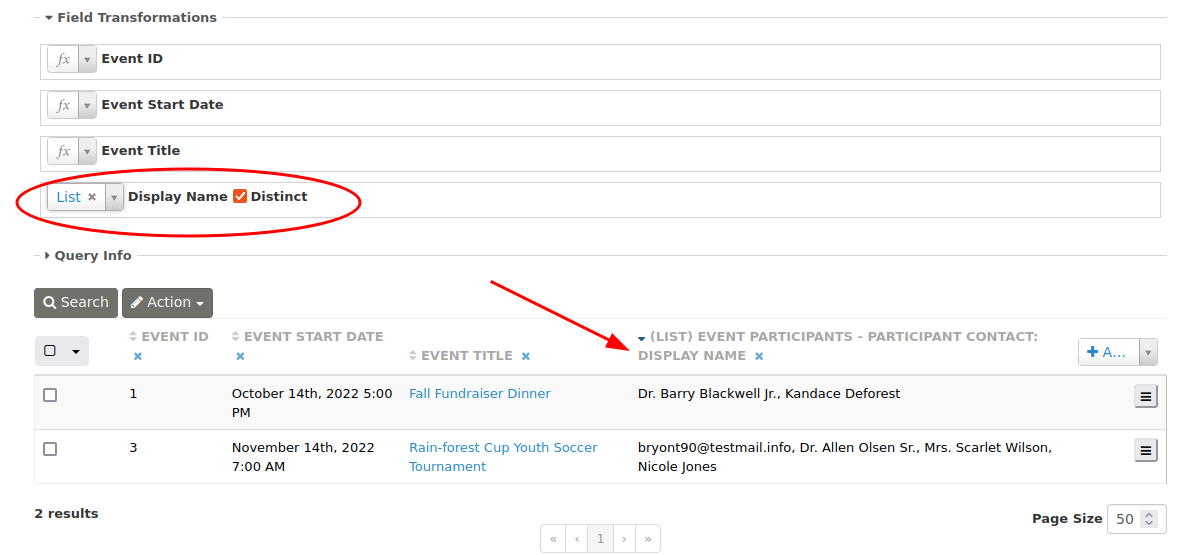 Field Transformations
fx Event ID
fx Event Start Date
fx Event Title
List × Display Name Distinct
Query Info
Search Action
EVENT ID × EVENT START DATE × EVENT TITLE × (LIST) EVENT PARTICIPANTS - PARTICIPANT CONTACT:
DISPLAY NAME × + A...
1 October 14th, 2022 5:00 Fall Fundraiser Dinner Dr. Barry Blackwell Jr., Kandace Deforest
PM
3 November 14th, 2022 Rain-forest Cup Youth Soccer bryont90@testmail.info, Dr. Allen Olsen Sr., Mrs. Scarlet Wilson,
7:00 AM Tournament Nicole Jones
2 results Page Size 50
« ‹ 1 › »